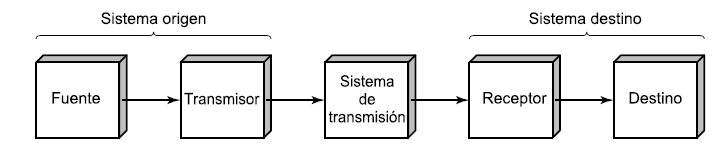 Sistema origen
Sistema destino
Fuente
Transmisor
Sistema
de
transmisión
Receptor
Destino